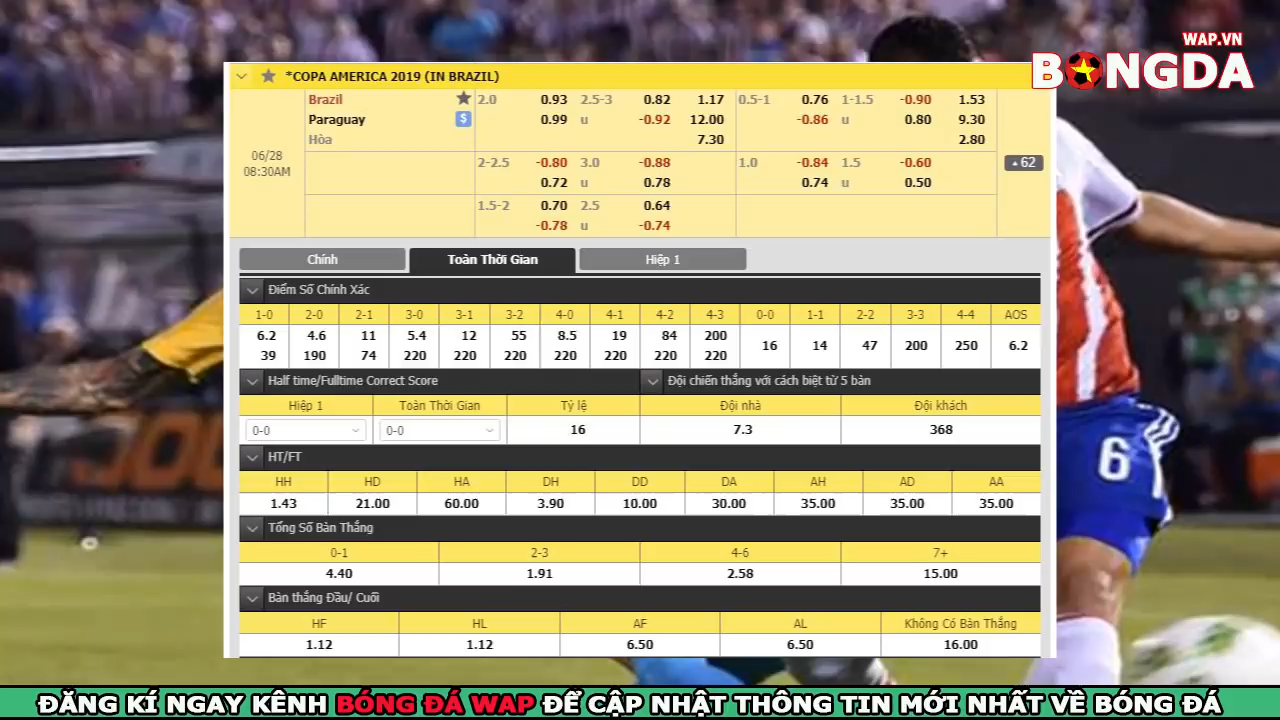 WAP.VN
BONGDA
*COPA AMERICA 2019 (IN BRAZIL)
Brazil 2.0 0.93 2.5-3 0.82 1.17 0.5-1 0.76 1-1.5 -0.90 1.53
Paraguay $ 0.99 u -0.92 12.00 -0.86 u 0.80 9.30
Hòa 7.30 2.80
06/28
08:30AM
2-2.5 -0.80 3.0 -0.88 1.0 -0.84 1.5 -0.60 62
0.72 u 0.78 0.74 u 0.50
1.5-2 0.70 2.5 0.64
-0.78 u -0.74
Chính Toàn Thời Gian Hiệp 1
Điểm Số Chính Xác
1-0 2-0 2-1 3-0 3-1 3-2 4-0 4-1 4-2 4-3 0-0 1-1 2-2 3-3 4-4 AOS
6.2 4.6 11 5.4 12 55 8.5 19 84 200 16 14 47 200 250 6.2
39 190 74 220 220 220 220 220 220 220
Half time/Fulltime Correct Score Đội chiến thắng với cách biệt từ 5 bàn
Hiệp 1 Toàn Thời Gian Tỷ lệ Đội nhà Đội khách
0-0 0-0 16 7.3 368
HT/FT
HH HD HA DH DD DA AH AD AA
1.43 21.00 60.00 3.90 10.00 30.00 35.00 35.00 35.00
Tổng Số Bàn Thắng
0-1 2-3 4-6 7+
4.40 1.91 2.58 15.00
Bàn thắng Đầu/ Cuối
HF HL AF AL Không Có Bàn Thắng
1.12 1.12 6.50 6.50 16.00
6
ĐĂNG KÍ NGAY KÊNH BÓNG ĐÁ WAP ĐỂ CẬP NHẬT THÔNG TIN MỚI NHẤT VỀ BÓNG ĐÁ